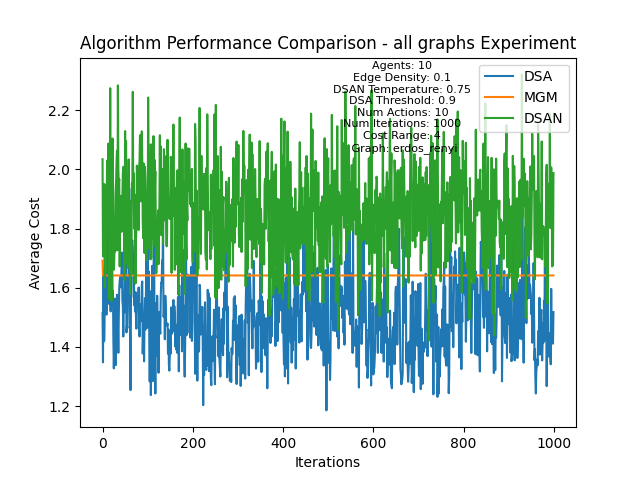 Algorithm Performance Comparison - all graphs Experiment
Agents: 10
Edge Density: 0.1
DSAN Temperature: 0.75
DSA Threshold: 0.9
Num Actions: 10
Num Iterations: 1000
Cost Range: 4
Graph: erdos_renyi
DSA
MGM
DSAN
Average Cost
2.2
2.0
1.8
1.6
1.4
1.2
0
200
400
600
800
1000
Iterations